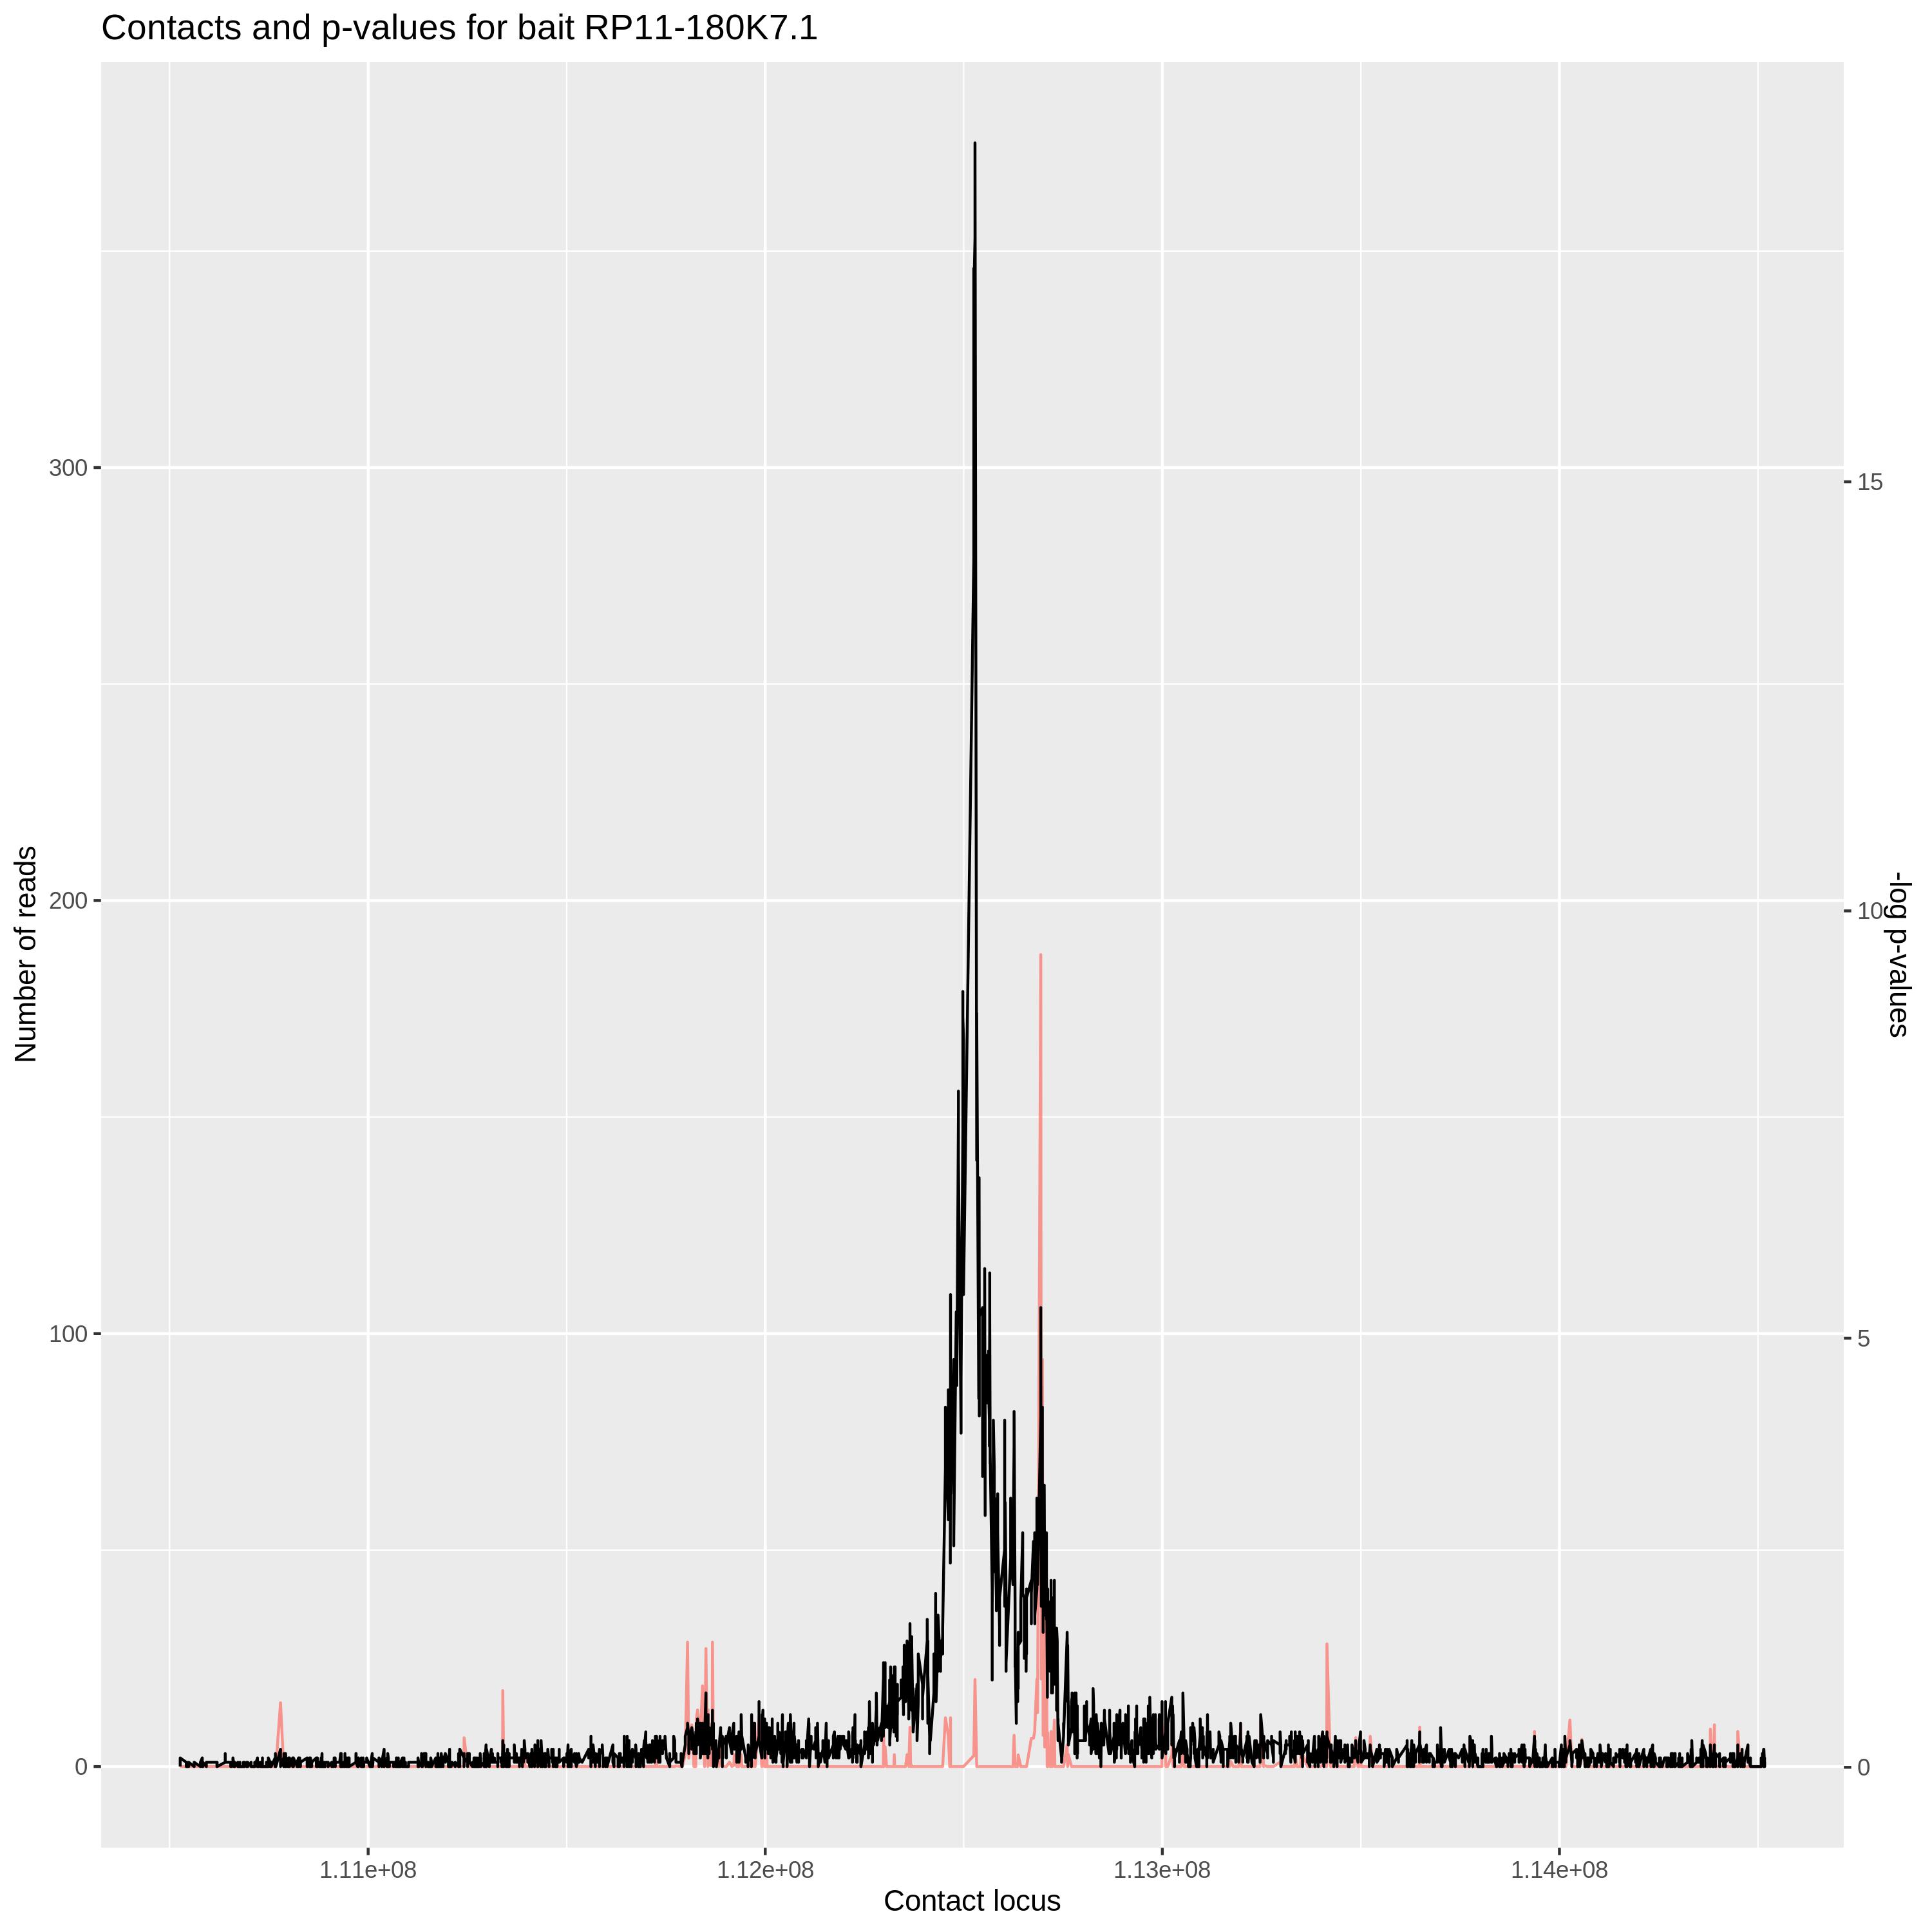 Contacts and p-values for bait RP11-180K7.1
Number of reads
300
200
100
0
15
10
5
0
-log p-values
1.11e+08
1.12e+08
1.13e+08
1.14e+08
Contact locus